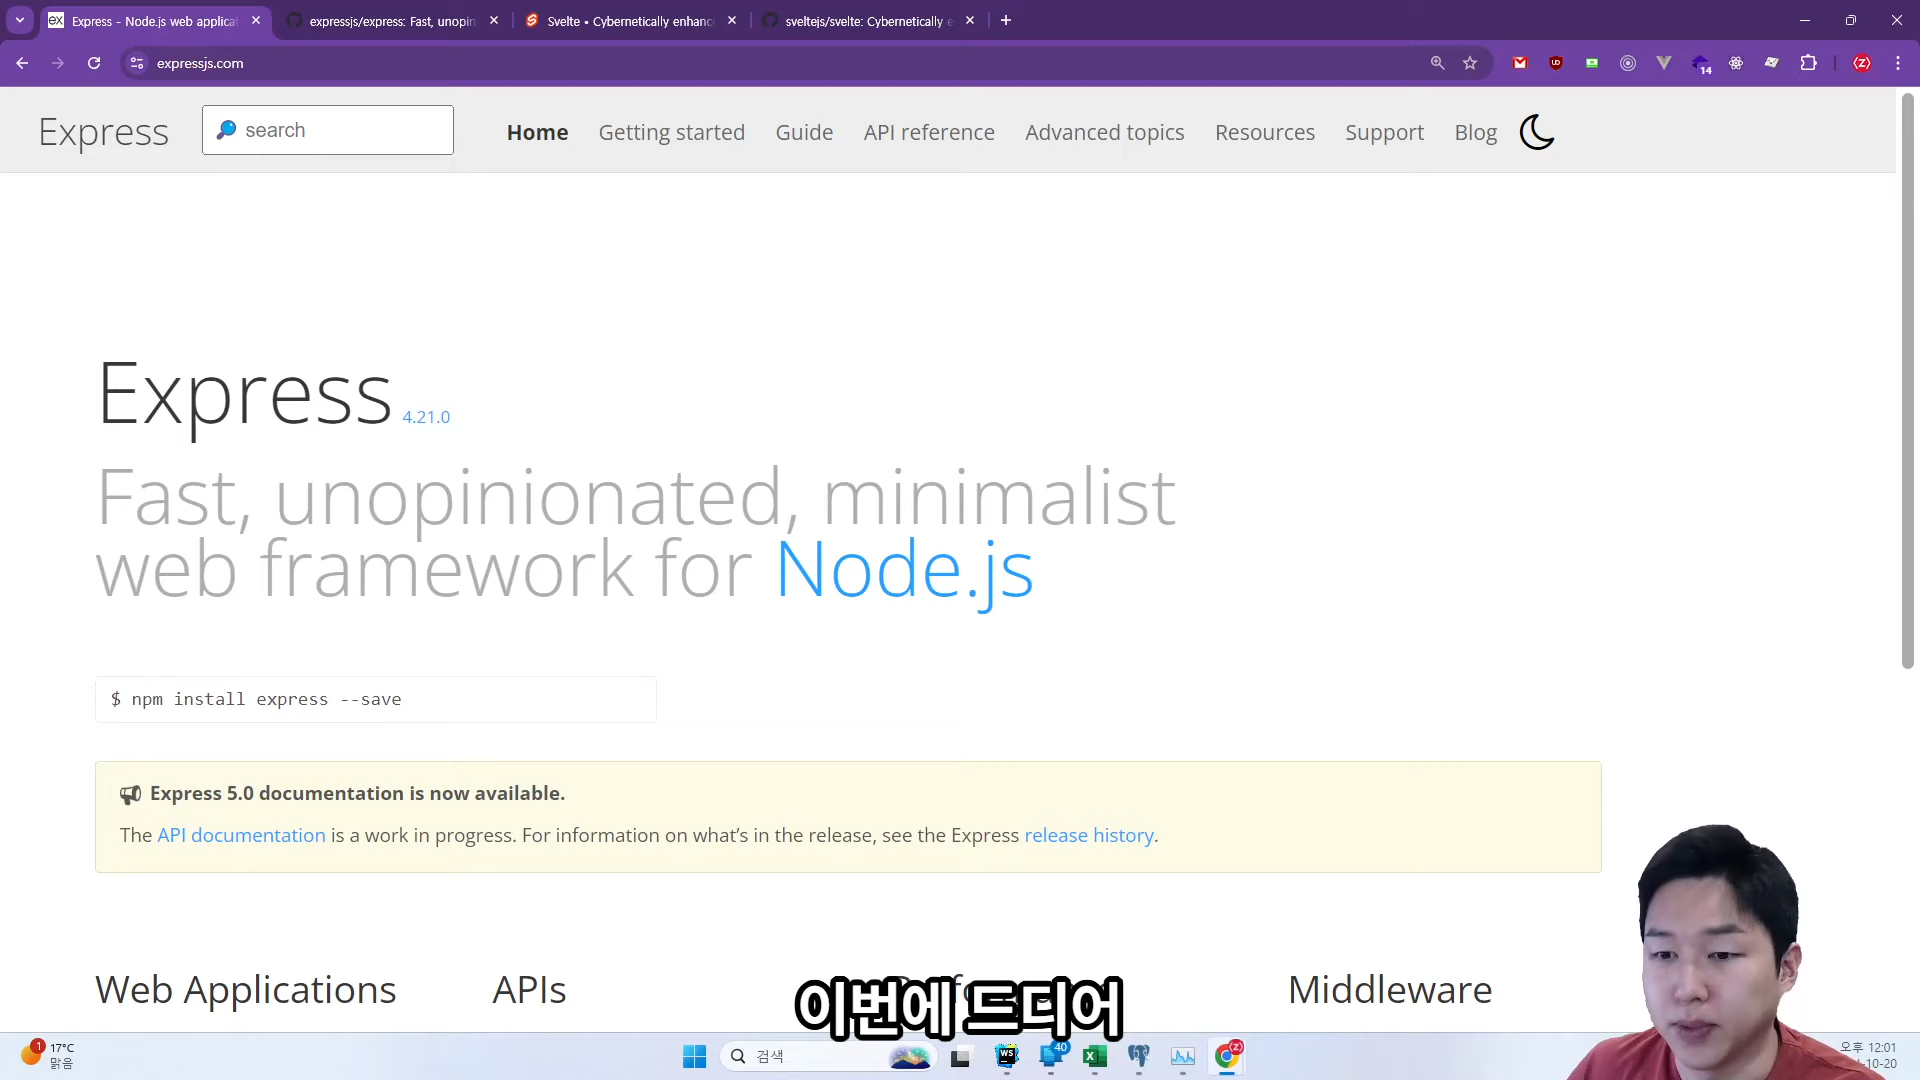 Express - Node.js web applicat
expressjs/express: Fast, unopin
Svelte • Cybernetically enhanc
sveltejs/svelte: Cybernetically e
expressjs.com
14
Express
search
Home
Getting started
Guide
API reference
Advanced topics
Resources
Support
Blog
Express 4.21.0
Fast, unopinionated, minimalist
web framework for Node.js
$ npm install express --save
Express 5.0 documentation is now available.
The API documentation is a work in progress. For information on what's in the release, see the Express release history.
Web Applications
APIs
Middleware
이번에 드디어
1
17°C
맑음
검색
WS
40
오후 12:01
-10-20